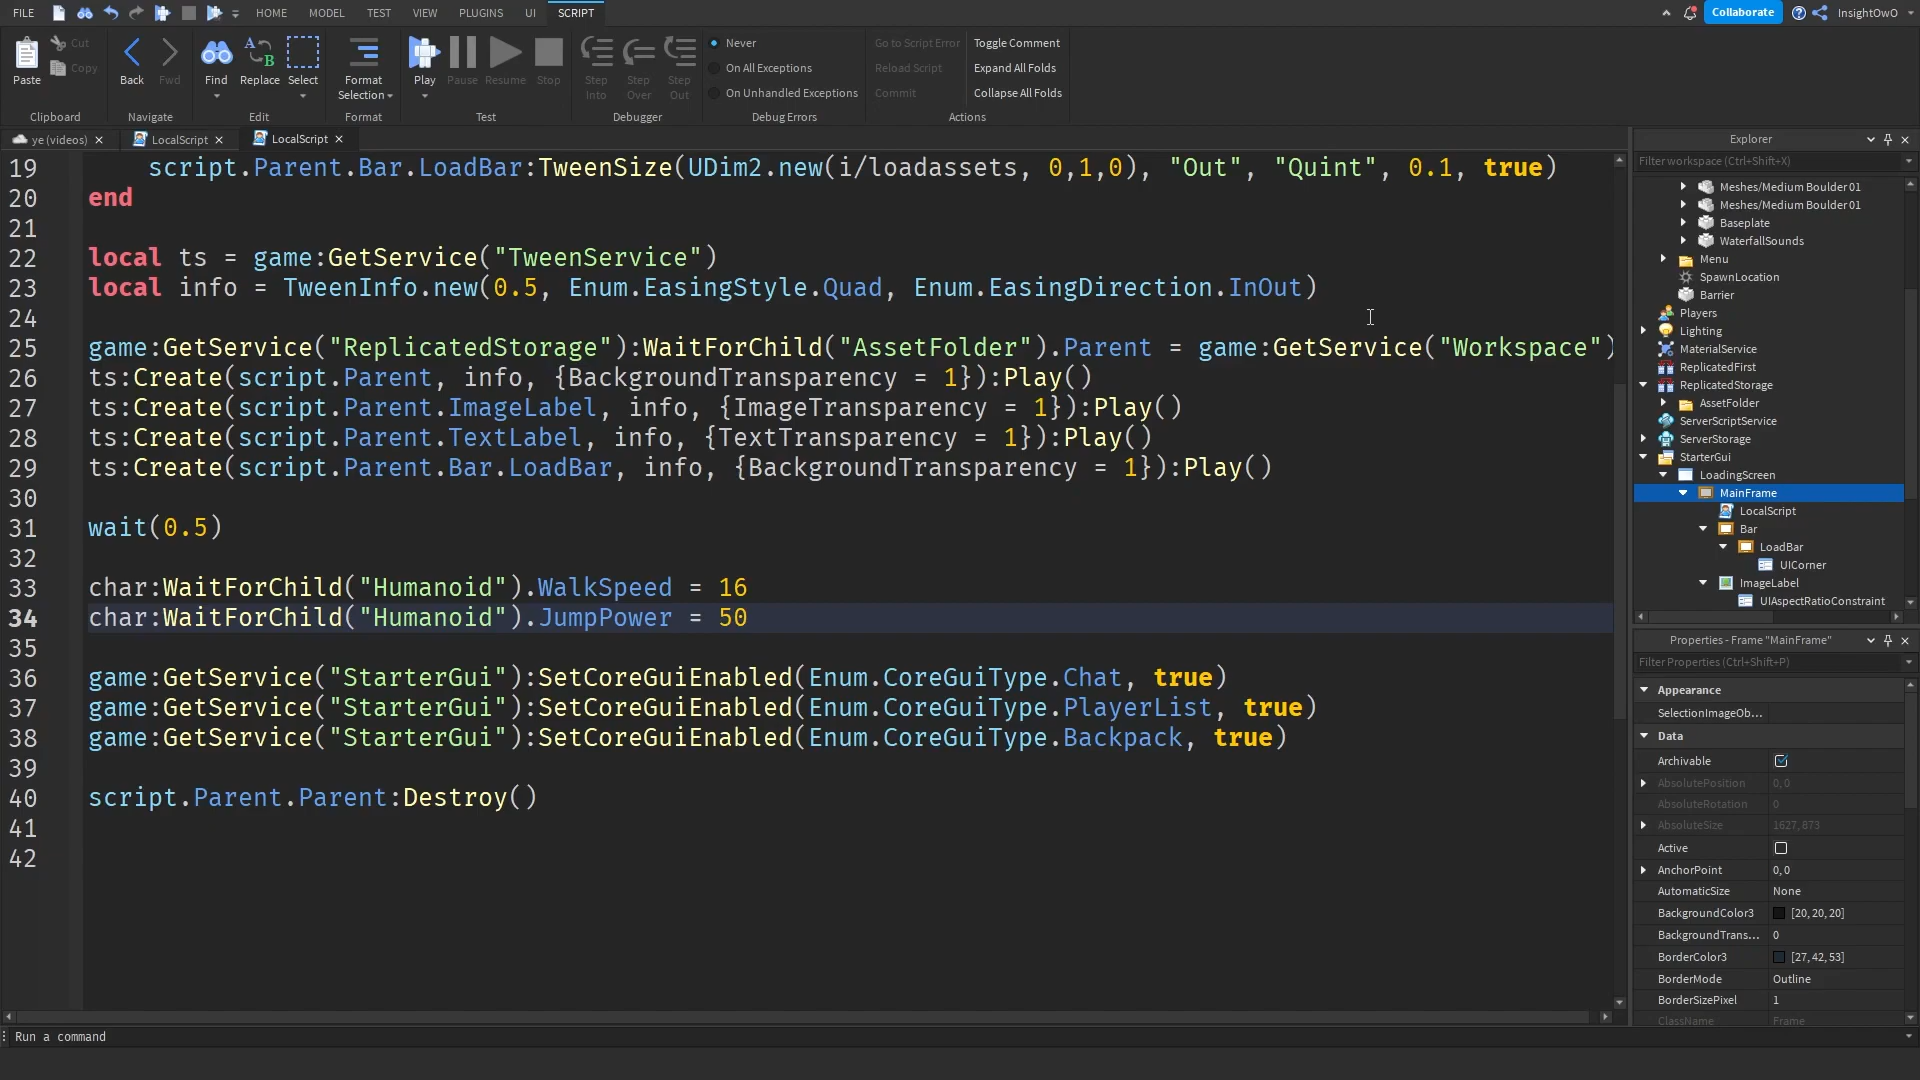 FILE HOME MODEL TEST VIEW PLUGINS UI SCRIPT Collaborate InsightOwO
Paste Cut Copy Back Fwd Find Replace Select Format Selection Play Pause Resume Stop Step Into Step Over Step Out
Never
On All Exceptions
On Unhandled Exceptions
Go to Script Error
Reload Script
Commit
Toggle Comment
Expand All Folds
Collapse All Folds
Clipboard Navigate Edit Format Test Debugger Debug Errors Actions
ye (videos) LocalScript LocalScript
19 script.Parent.Bar.LoadBar:TweenSize(UDim2.new(i/loadassets, 0,1,0), "Out", "Quint", 0.1, true)
20 end
21
22 local ts = game:GetService("TweenService")
23 local info = TweenInfo.new(0.5, Enum.EasingStyle.Quad, Enum.EasingDirection.InOut)
24
25 game:GetService("ReplicatedStorage"):WaitForChild("AssetFolder").Parent = game:GetService("Workspace")
26 ts:Create(script.Parent, info, {BackgroundTransparency = 1}):Play()
27 ts:Create(script.Parent.ImageLabel, info, {ImageTransparency = 1}):Play()
28 ts:Create(script.Parent.TextLabel, info, {TextTransparency = 1}):Play()
29 ts:Create(script.Parent.Bar.LoadBar, info, {BackgroundTransparency = 1}):Play()
30
31 wait(0.5)
32
33 char:WaitForChild("Humanoid").WalkSpeed = 16
34 char:WaitForChild("Humanoid").JumpPower = 50
35
36 game:GetService("StarterGui"):SetCoreGuiEnabled(Enum.CoreGuiType.Chat, true)
37 game:GetService("StarterGui"):SetCoreGuiEnabled(Enum.CoreGuiType.PlayerList, true)
38 game:GetService("StarterGui"):SetCoreGuiEnabled(Enum.CoreGuiType.Backpack, true)
39
40 script.Parent.Parent:Destroy()
41
42
Run a command
Explorer
Filter workspace (Ctrl+Shift+X)
Meshes/Medium Boulder 01
Meshes/Medium Boulder 01
Baseplate
WaterfallSounds
Menu
SpawnLocation
Barrier
Players
Lighting
MaterialService
ReplicatedFirst
ReplicatedStorage
AssetFolder
ServerScriptService
ServerStorage
StarterGui
LoadingScreen
MainFrame
LocalScript
Bar
LoadBar
UICorner
ImageLabel
UIAspectRatioConstraint
Properties - Frame "MainFrame"
Filter Properties (Ctrl+Shift+P)
Appearance
SelectionImageOb...
Data
Archivable
AbsolutePosition 0, 0
AbsoluteRotation 0
AbsoluteSize 1627, 873
Active
AnchorPoint 0, 0
AutomaticSize None
BackgroundColor3 [20, 20, 20]
BackgroundTrans... 0
BorderColor3 [27, 42, 53]
BorderMode Outline
BorderSizePixel 1
ClassName Frame